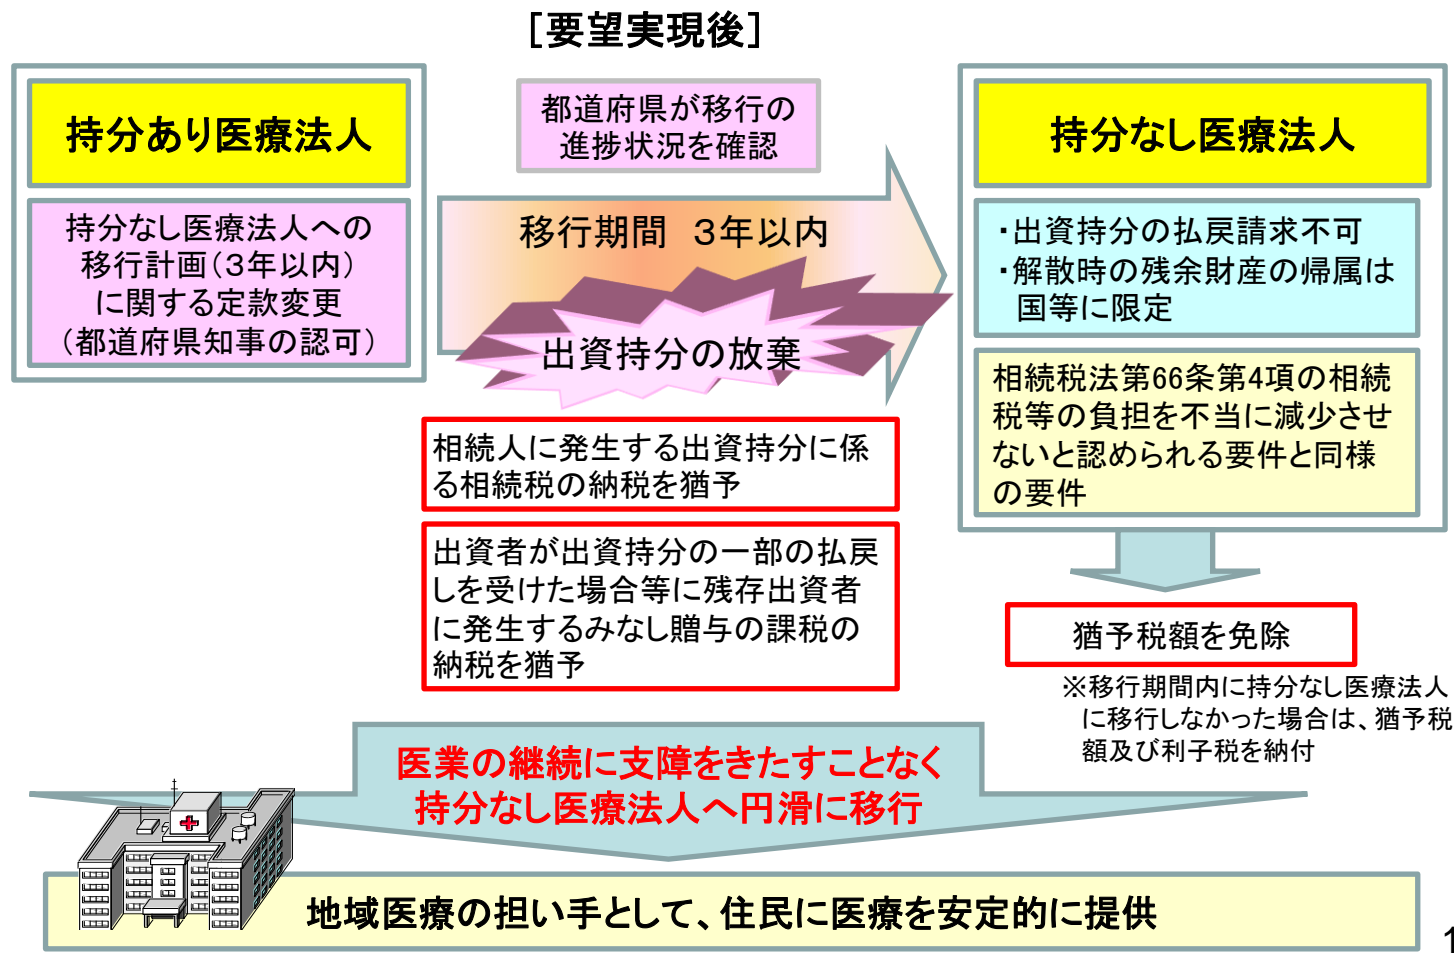 ［要望実現後］
持分あり医療法人
持分なし医療法人への
移行計画（３年以内）
に関する定款変更
（都道府県知事の認可）
都道府県が移行の
進捗状況を確認
移行期間　３年以内
出資持分の放棄
相続人に発生する出資持分に係
る相続税の納税を猶予
出資者が出資持分の一部の払戻
しを受けた場合等に残存出資者
に発生するみなし贈与の課税の
納税を猶予
持分なし医療法人
・出資持分の払戻請求不可
・解散時の残余財産の帰属は
国等に限定
相続税法第66条第4項の相続
税等の負担を不当に減少させ
ないと認められる要件と同様
の要件
猶予税額を免除
※移行期間内に持分なし医療法人
に移行しなかった場合は、猶予税
額及び利子税を納付
医業の継続に支障をきたすことなく
持分なし医療法人へ円滑に移行
地域医療の担い手として、住民に医療を安定的に提供
1